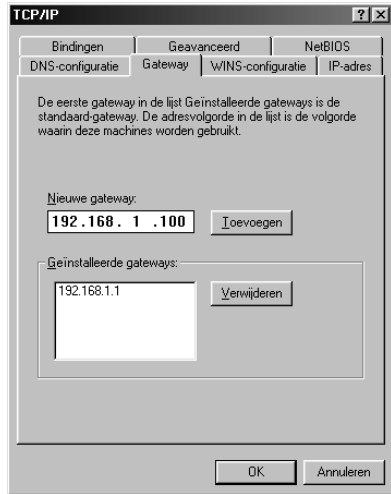 TCP/IP
Bindingen Geavanceerd NetBIOS
DNS-configuratie Gateway WINS-configuratie IP-adres
De eerste gateway in de lijst Geïnstalleerde gateways is de
standaard-gateway. De adresvolgorde in de lijst is de volgorde
waarin deze machines worden gebruikt.
Nieuwe gateway:
192.168. 1 .100 Toevoegen
Geïnstalleerde gateways:
192.168.1.1 Verwijderen
OK Annuleren